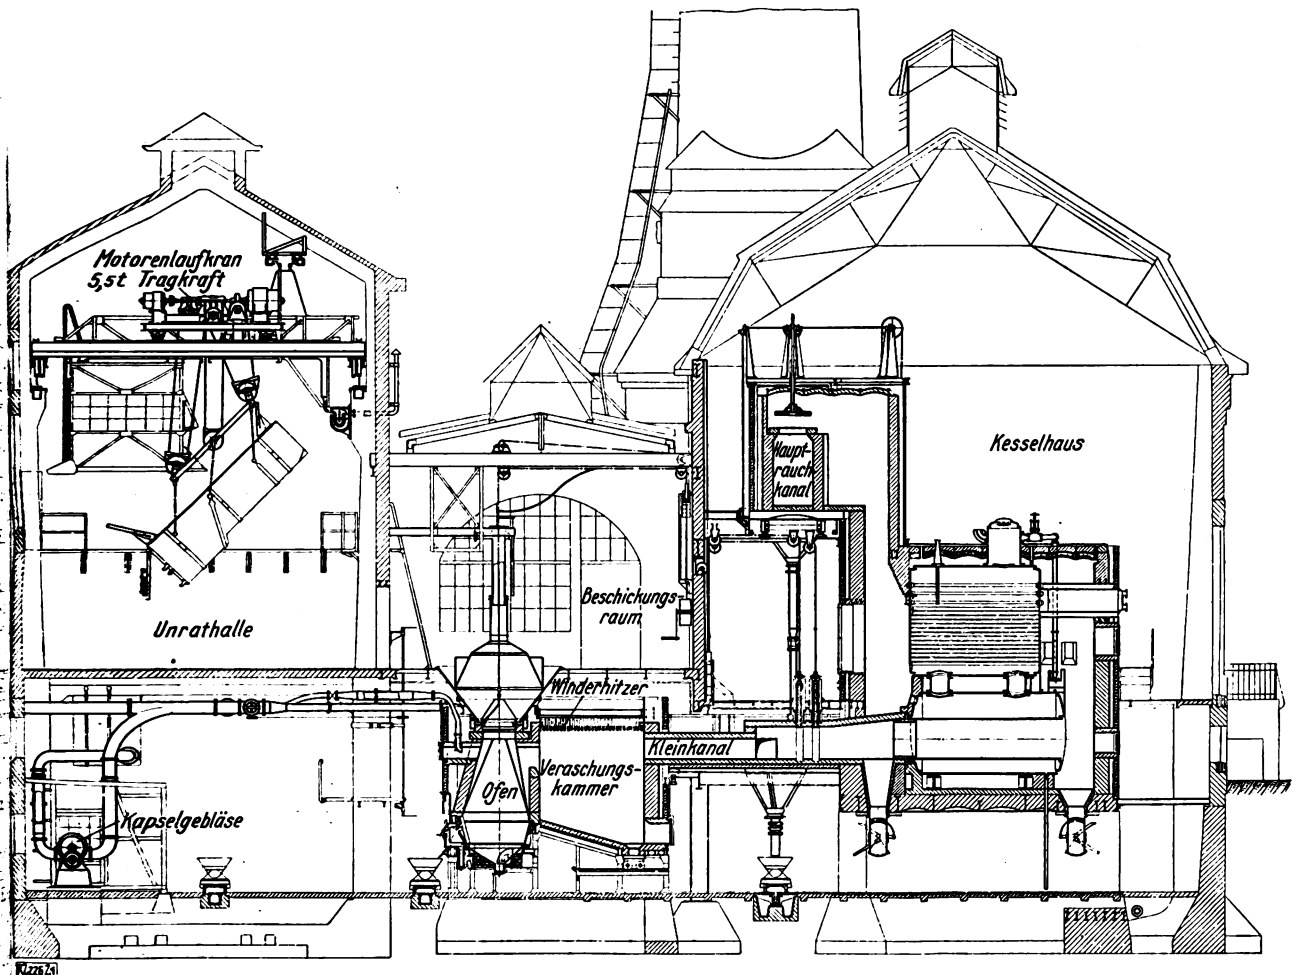 Motorenlaufkran
5,5t Tragkraft
Haupt-
rauch
kanal
Kesselhaus
Beschickungs-
raum
Unrathalle
Winderhitzer
Kleinkanal
Veraschungs-
kammer
Ofen
Kapselgebläse